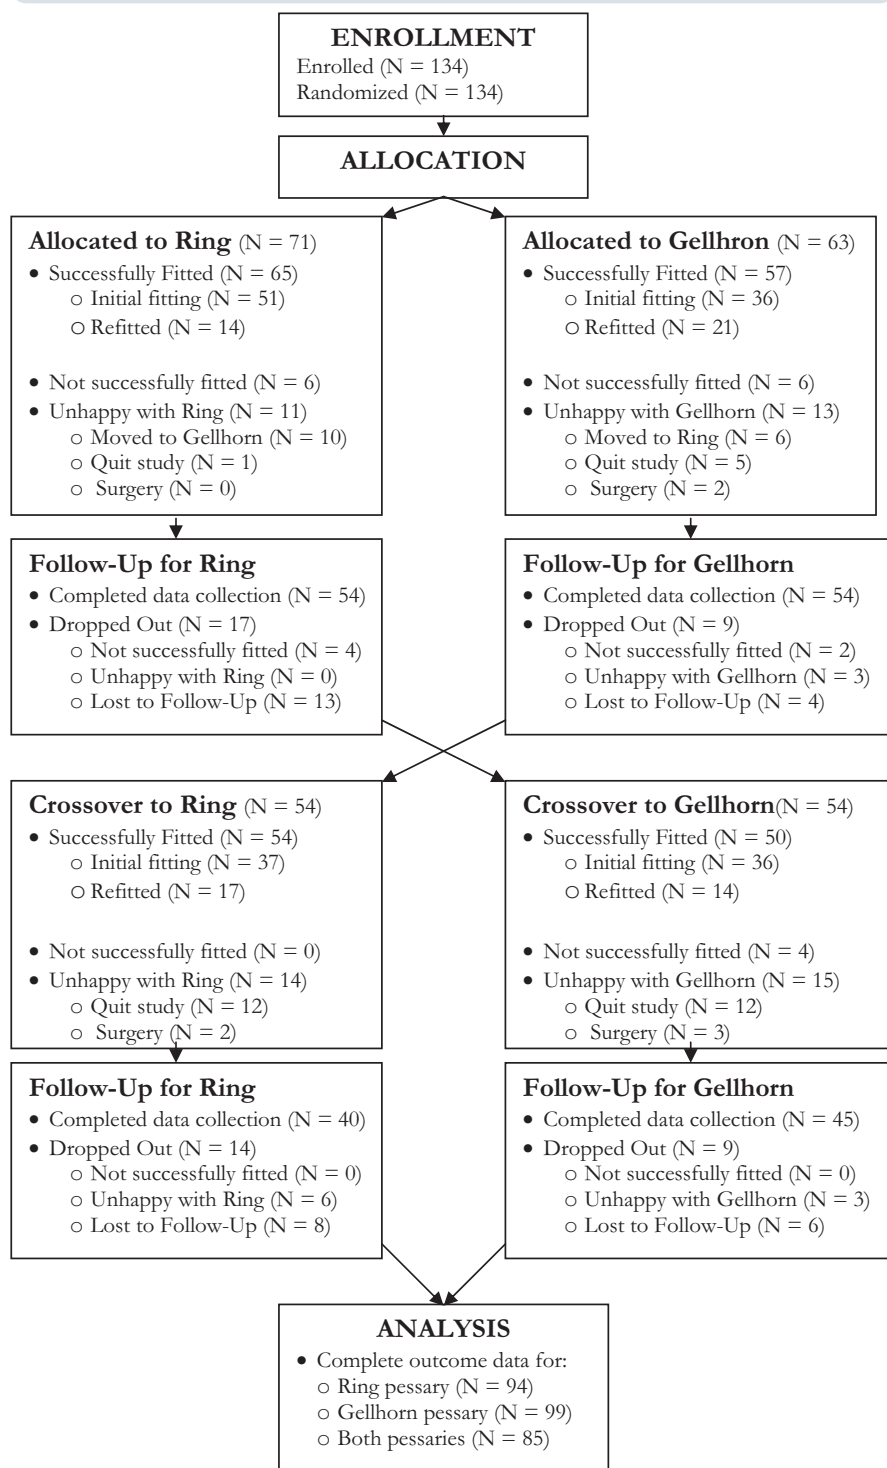 ENROLLMENT
Enrolled (N = 134)
Randomized (N = 134)
ALLOCATION
Allocated to Ring (N = 71)
• Successfully Fitted (N = 65)
o Initial fitting (N = 51)
o Refitted (N = 14)
• Not successfully fitted (N = 6)
• Unhappy with Ring (N = 11)
o Moved to Gellhorn (N = 10)
o Quit study (N = 1)
o Surgery (N = 0)
Allocated to Gellhron (N = 63)
• Successfully Fitted (N = 57)
o Initial fitting (N = 36)
o Refitted (N = 21)
• Not successfully fitted (N = 6)
• Unhappy with Gellhorn (N = 13)
o Moved to Ring (N = 6)
o Quit study (N = 5)
o Surgery (N = 2)
Follow-Up for Ring
• Completed data collection (N = 54)
• Dropped Out (N = 17)
o Not successfully fitted (N = 4)
o Unhappy with Ring (N = 0)
o Lost to Follow-Up (N = 13)
Follow-Up for Gellhorn
• Completed data collection (N = 54)
• Dropped Out (N = 9)
o Not successfully fitted (N = 2)
o Unhappy with Gellhorn (N = 3)
o Lost to Follow-Up (N = 4)
Crossover to Ring (N = 54)
• Successfully Fitted (N = 54)
o Initial fitting (N = 37)
o Refitted (N = 17)
• Not successfully fitted (N = 0)
• Unhappy with Ring (N = 14)
o Quit study (N = 12)
o Surgery (N = 2)
Crossover to Gellhorn(N = 54)
• Successfully Fitted (N = 50)
o Initial fitting (N = 36)
o Refitted (N = 14)
• Not successfully fitted (N = 4)
• Unhappy with Gellhorn (N = 15)
o Quit study (N = 12)
o Surgery (N = 3)
Follow-Up for Ring
• Completed data collection (N = 40)
• Dropped Out (N = 14)
o Not successfully fitted (N = 0)
o Unhappy with Ring (N = 6)
o Lost to Follow-Up (N = 8)
Follow-Up for Gellhorn
• Completed data collection (N = 45)
• Dropped Out (N = 9)
o Not successfully fitted (N = 0)
o Unhappy with Gellhorn (N = 3)
o Lost to Follow-Up (N = 6)
ANALYSIS
• Complete outcome data for:
o Ring pessary (N = 94)
o Gellhorn pessary (N = 99)
o Both pessaries (N = 85)